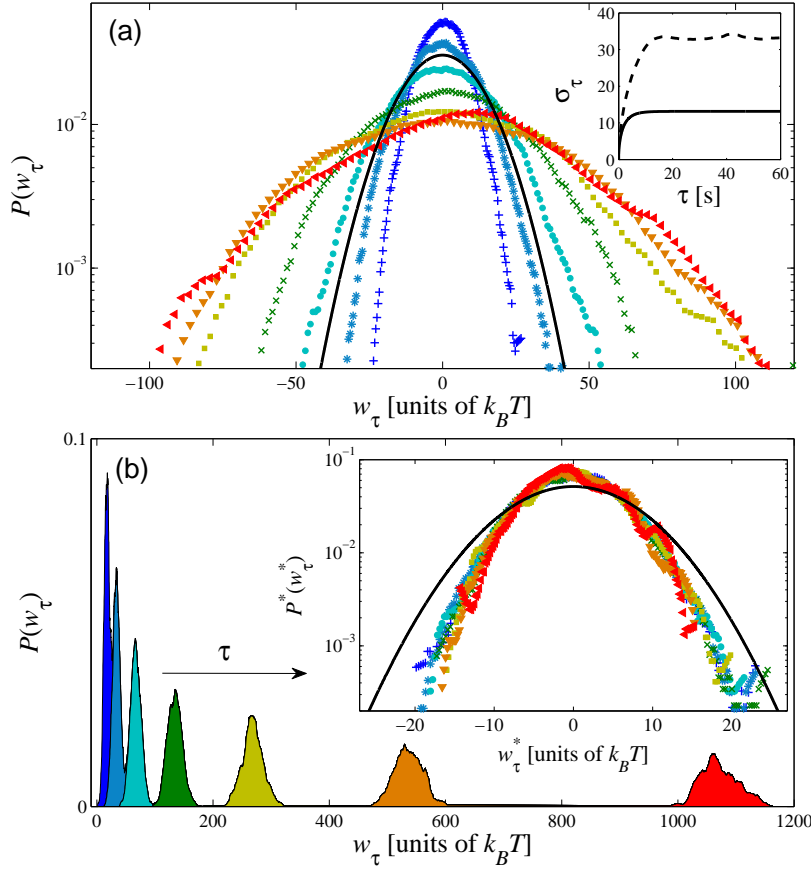 (a)
P(w_τ)
10^−2
10^−3
−100 −50 0 50 100
w_τ [units of k_BT]
σ_τ
40
30
20
10
0
0 20 40 60
τ [s]
(b)
P(w_τ)
0.1
0
τ
0 200 400 600 800 1000 1200
w_τ [units of k_BT]
P^*(w_τ^*)
10^−1
10^−2
10^−3
−20 −10 0 10 20
w_τ^* [units of k_BT]